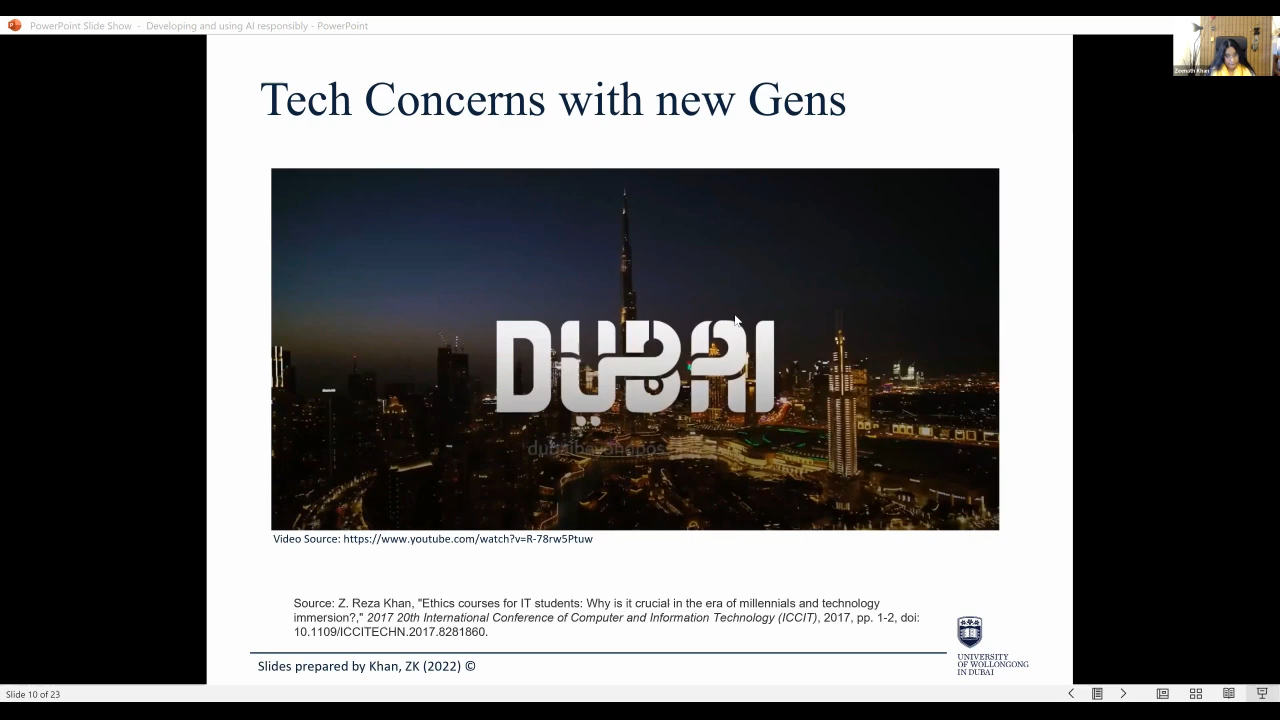 PowerPoint Slide Show - Developing and using AI responsibly - PowerPoint
Zeenath Khan
Tech Concerns with new Gens
DUBAI
Video Source: https://www.youtube.com/watch?v=R-78rw5Ptuw
Source: Z. Reza Khan, "Ethics courses for IT students: Why is it crucial in the era of millennials and technology
immersion?," 2017 20th International Conference of Computer and Information Technology (ICCIT), 2017, pp. 1-2, doi:
10.1109/ICCITECHN.2017.8281860.
Slides prepared by Khan, ZK (2022) ©
UNIVERSITY
OF WOLLONGONG
IN DUBAI
Slide 10 of 23